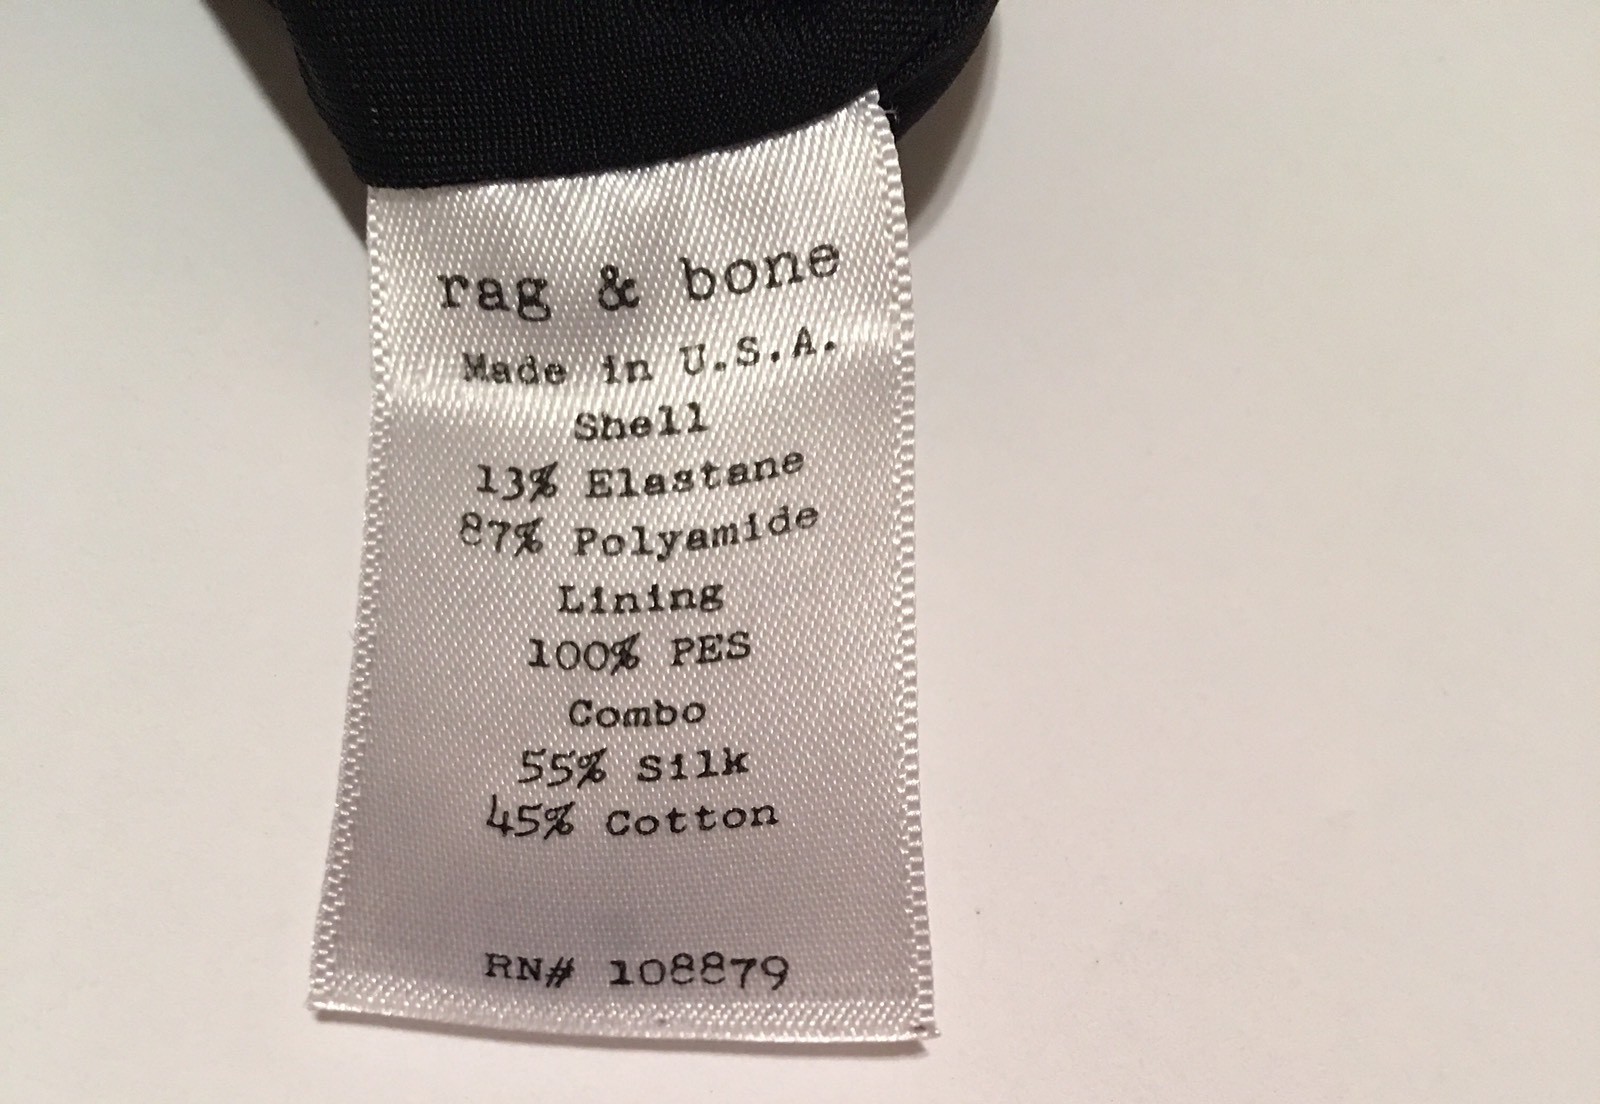 rag & bone
Made in U.S.A.
Shell
13% Elastane
87% Polyamide
Lining
100% PES
Combo
55% Silk
45% Cotton
RN# 108879